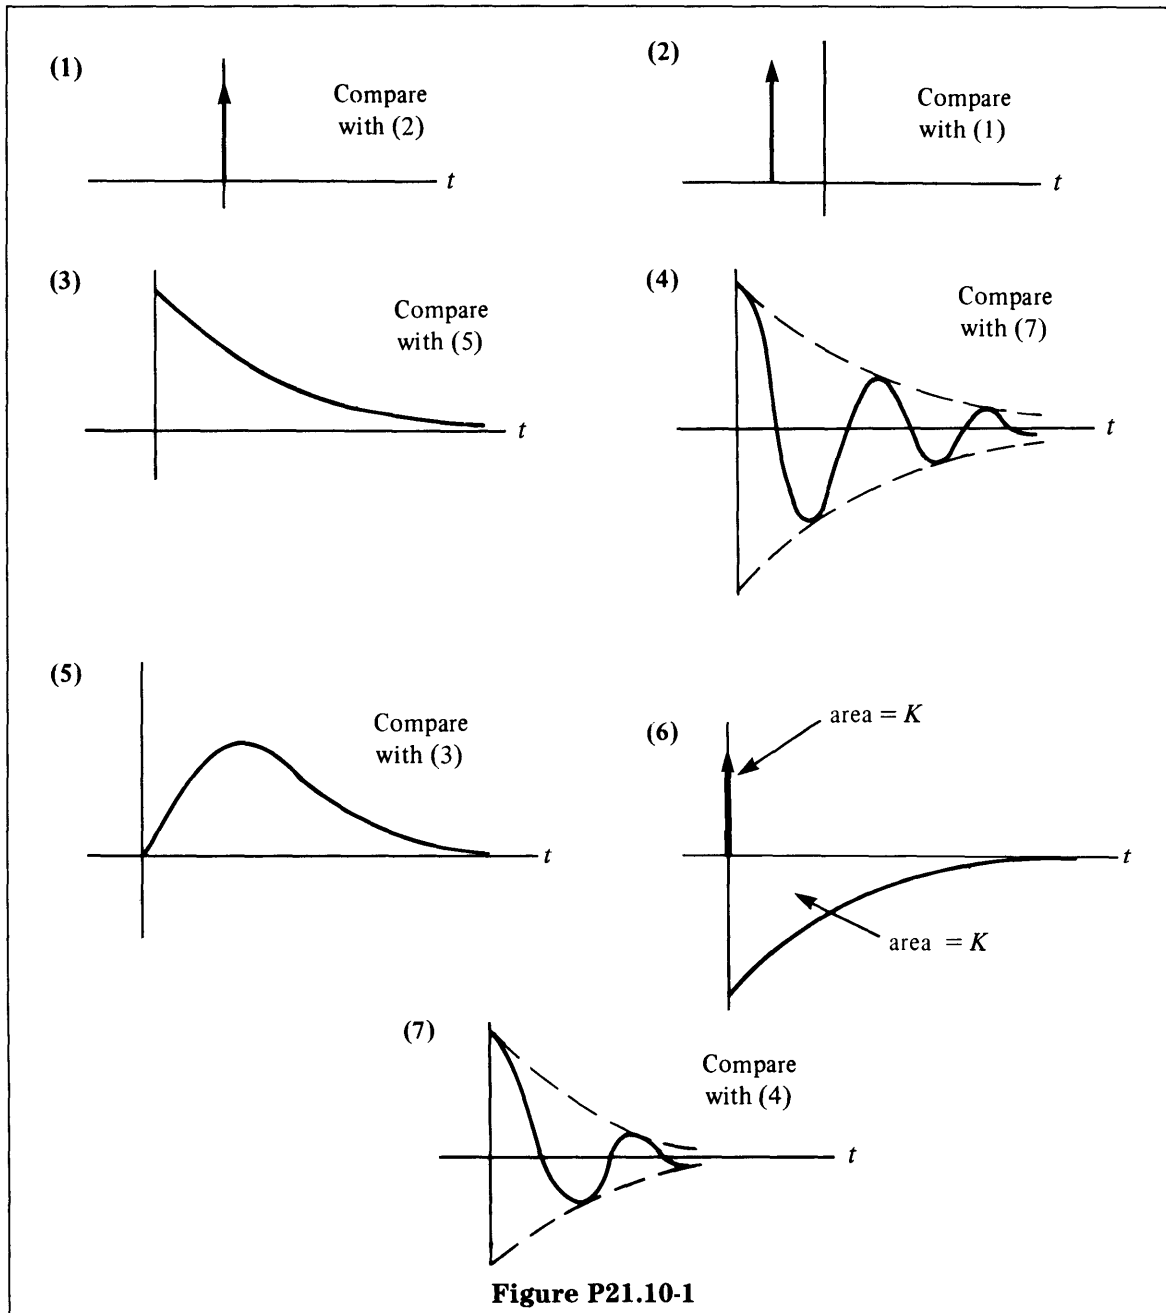 (1)
Compare
with (2)
t
(2)
Compare
with (1)
t
(3)
Compare
with (5)
t
(4)
Compare
with (7)
t
(5)
Compare
with (3)
t
(6)
area = K
t
area = K
(7)
Compare
with (4)
t
Figure P21.10-1